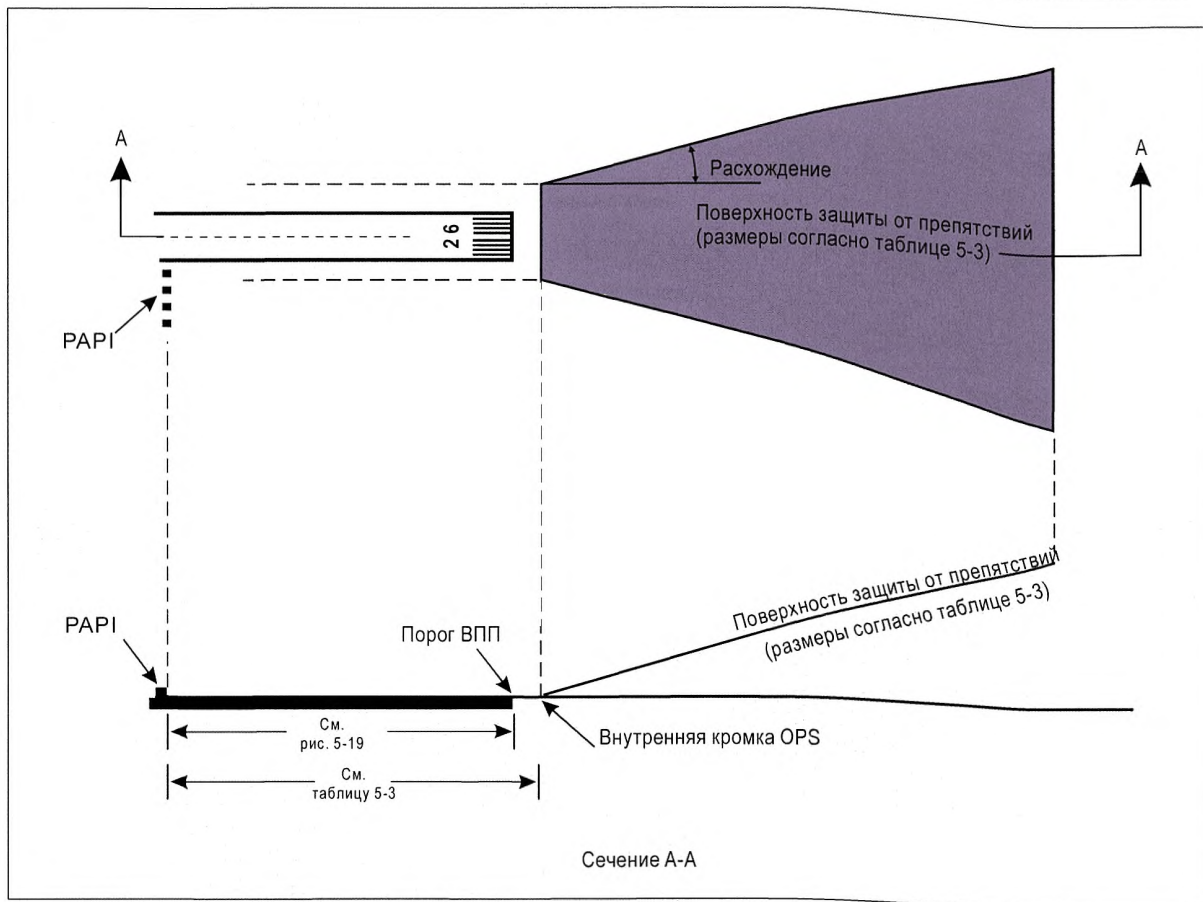 A
A
Расхождение
Поверхность защиты от препятствий
(размеры согласно таблице 5-3)
26
PAPI
Поверхность защиты от препятствий
(размеры согласно таблице 5-3)
PAPI
Порог ВПП
См.
рис. 5-19
Внутренняя кромка OPS
См.
таблицу 5-3
Сечение А-А